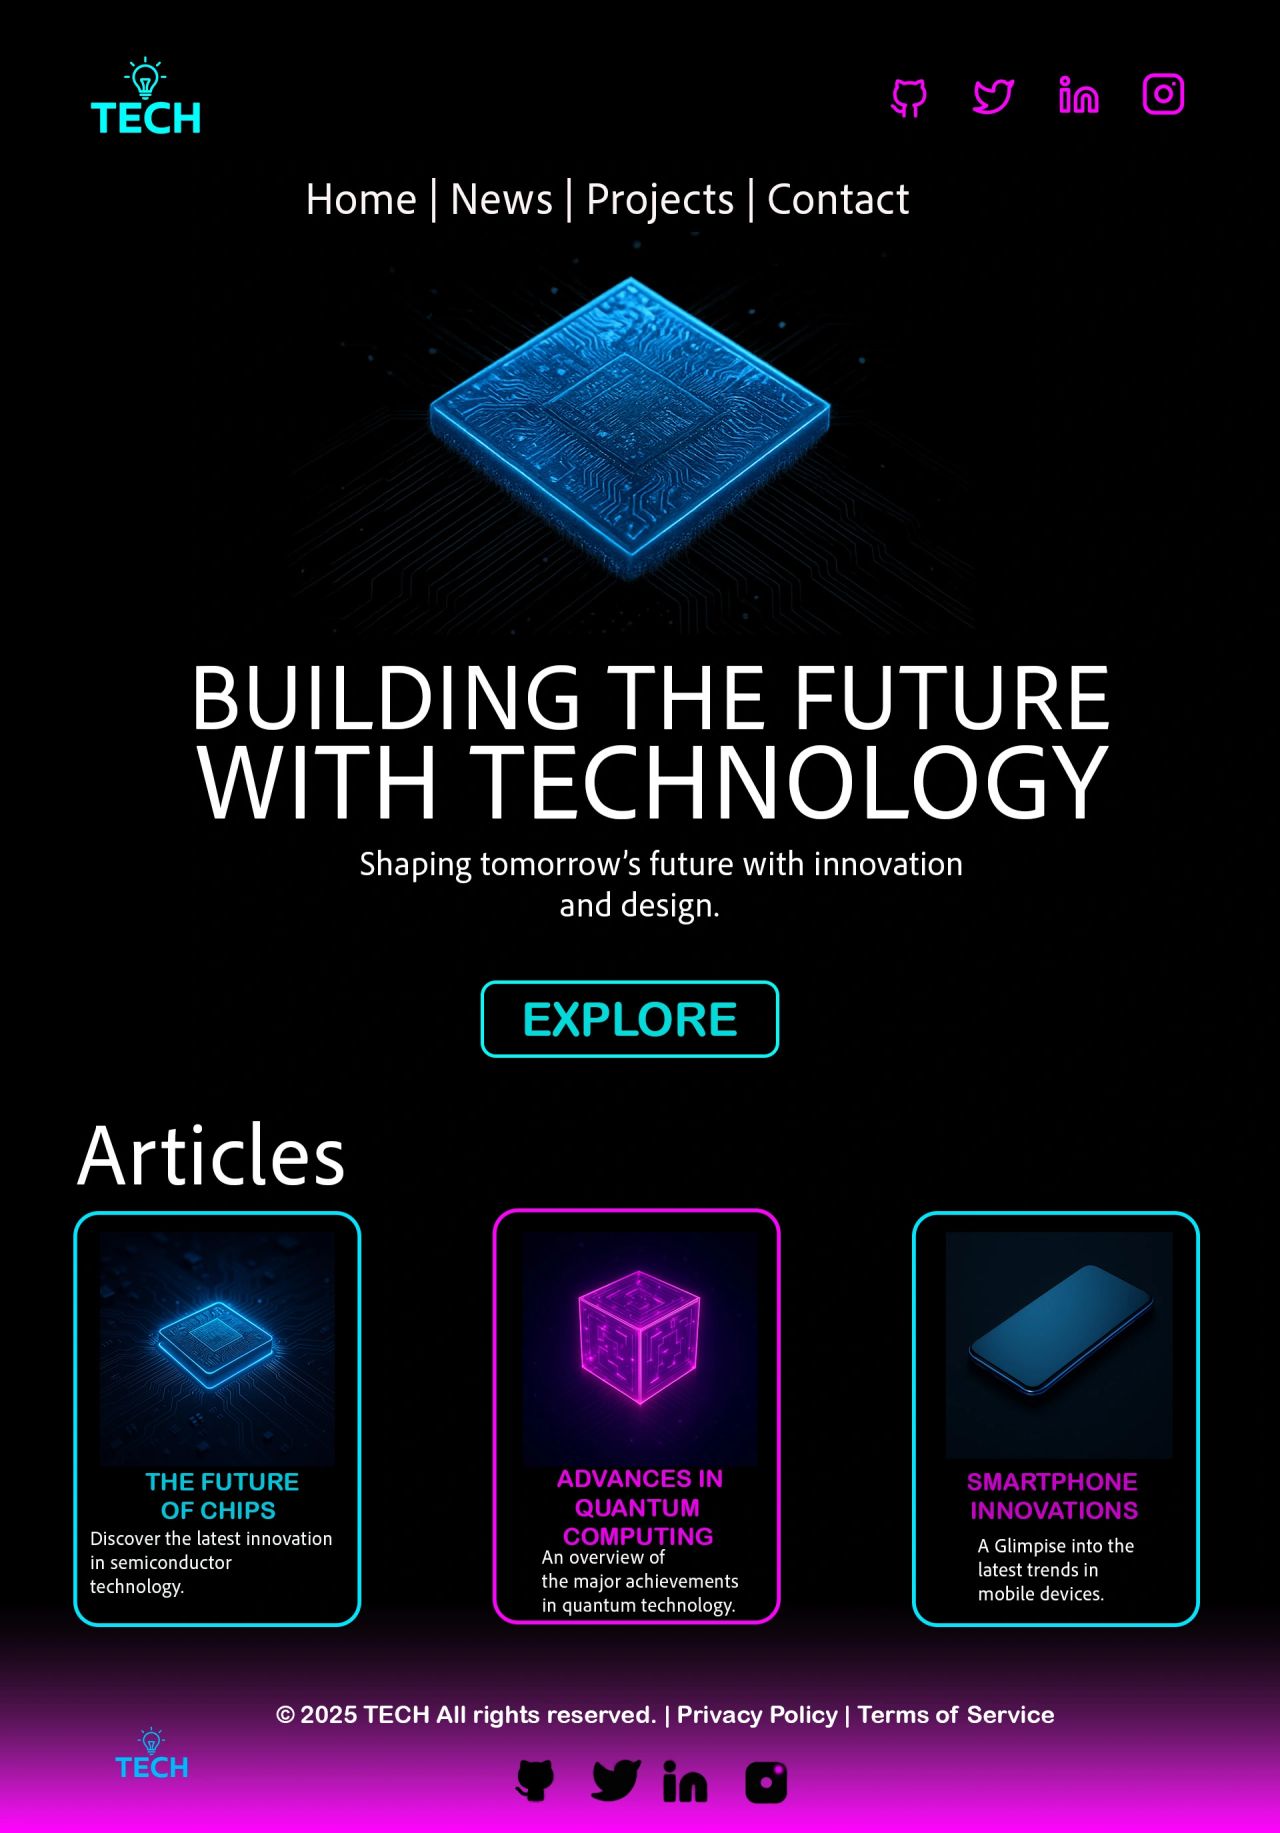 TECH
Home | News | Projects | Contact
BUILDING THE FUTURE
WITH TECHNOLOGY
Shaping tomorrow’s future with innovation
and design.
EXPLORE
Articles
THE FUTURE
OF CHIPS
Discover the latest innovation
in semiconductor
technology.
ADVANCES IN
QUANTUM
COMPUTING
An overview of
the major achievements
in quantum technology.
SMARTPHONE
INNOVATIONS
A Glimpise into the
latest trends in
mobile devices.
© 2025 TECH All rights reserved. | Privacy Policy | Terms of Service
TECH